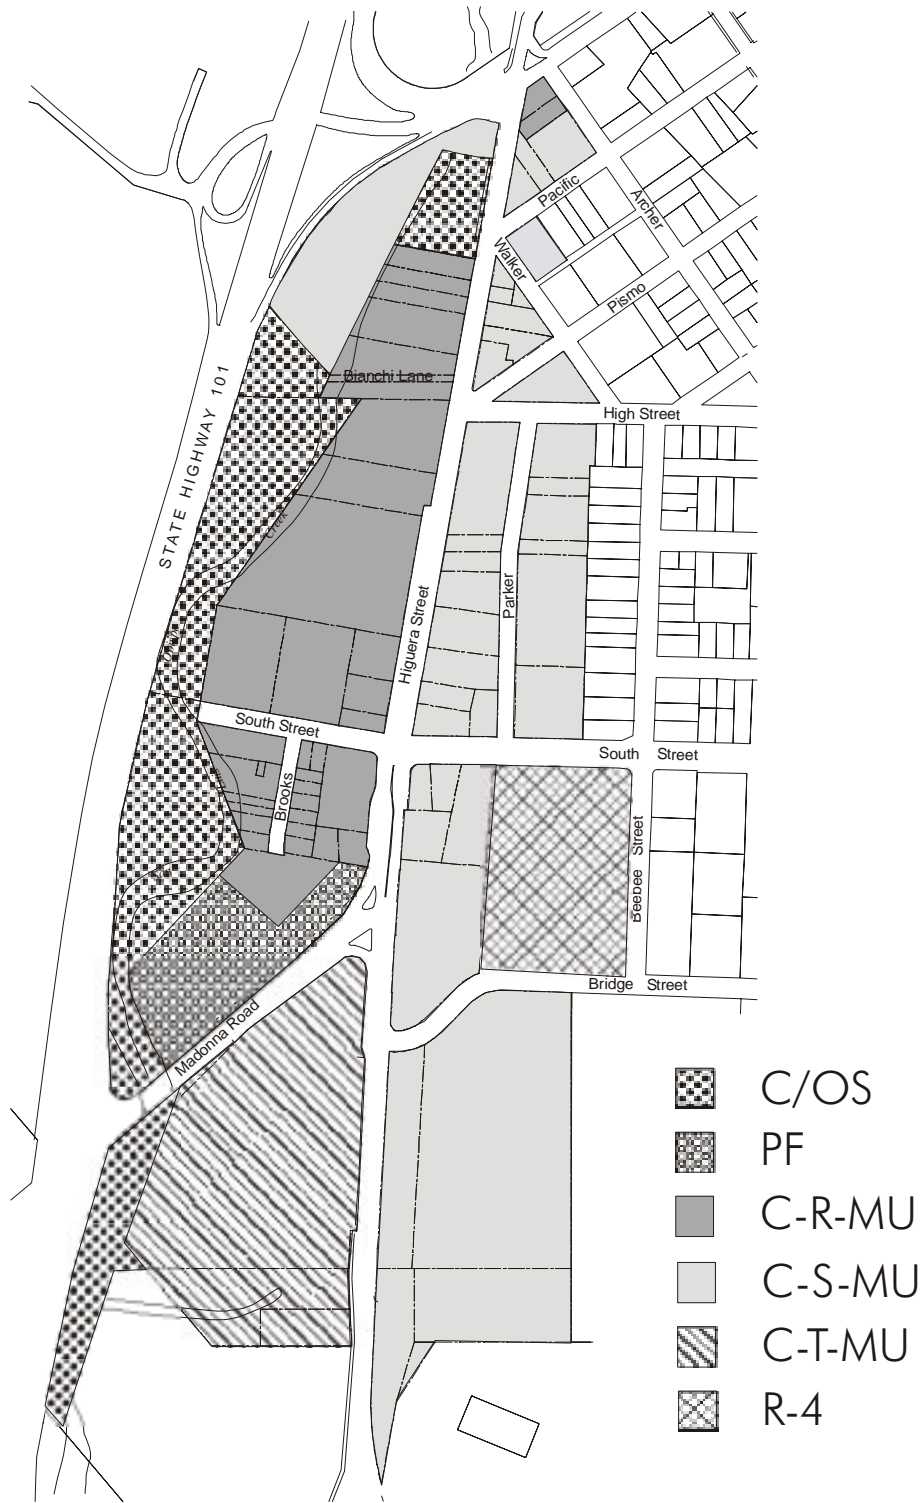 Pacific
Archer
Walker
Pismo
STATE HIGHWAY 101
Bianchi Lane
High Street
Creek
Parker
Higuera Street
South Street
South Street
Brooks
Beebee Street
Bridge Street
Madonna Road
C/OS
PF
C-R-MU
C-S-MU
C-T-MU
R-4